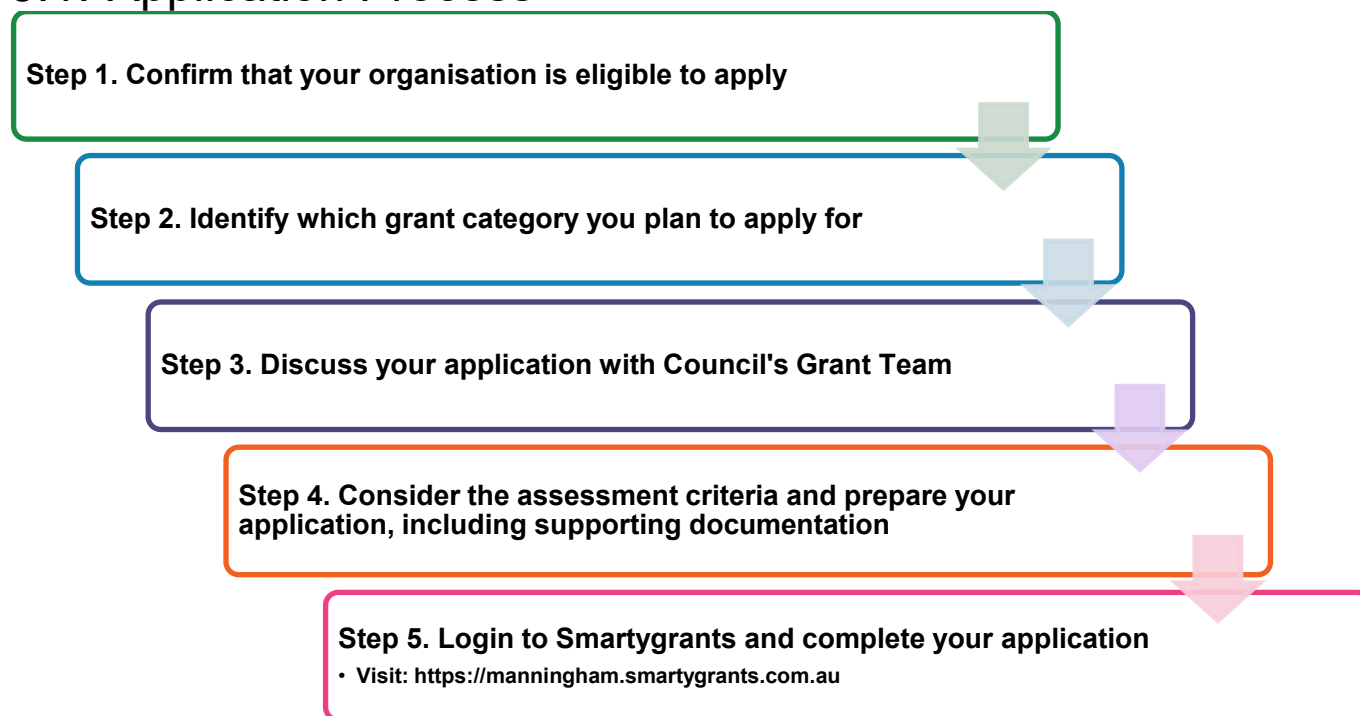 Application Process
Step 1. Confirm that your organisation is eligible to apply
Step 2. Identify which grant category you plan to apply for
Step 3. Discuss your application with Council's Grant Team
Step 4. Consider the assessment criteria and prepare your
application, including supporting documentation
Step 5. Login to Smartygrants and complete your application
• Visit: https://manningham.smartygrants.com.au